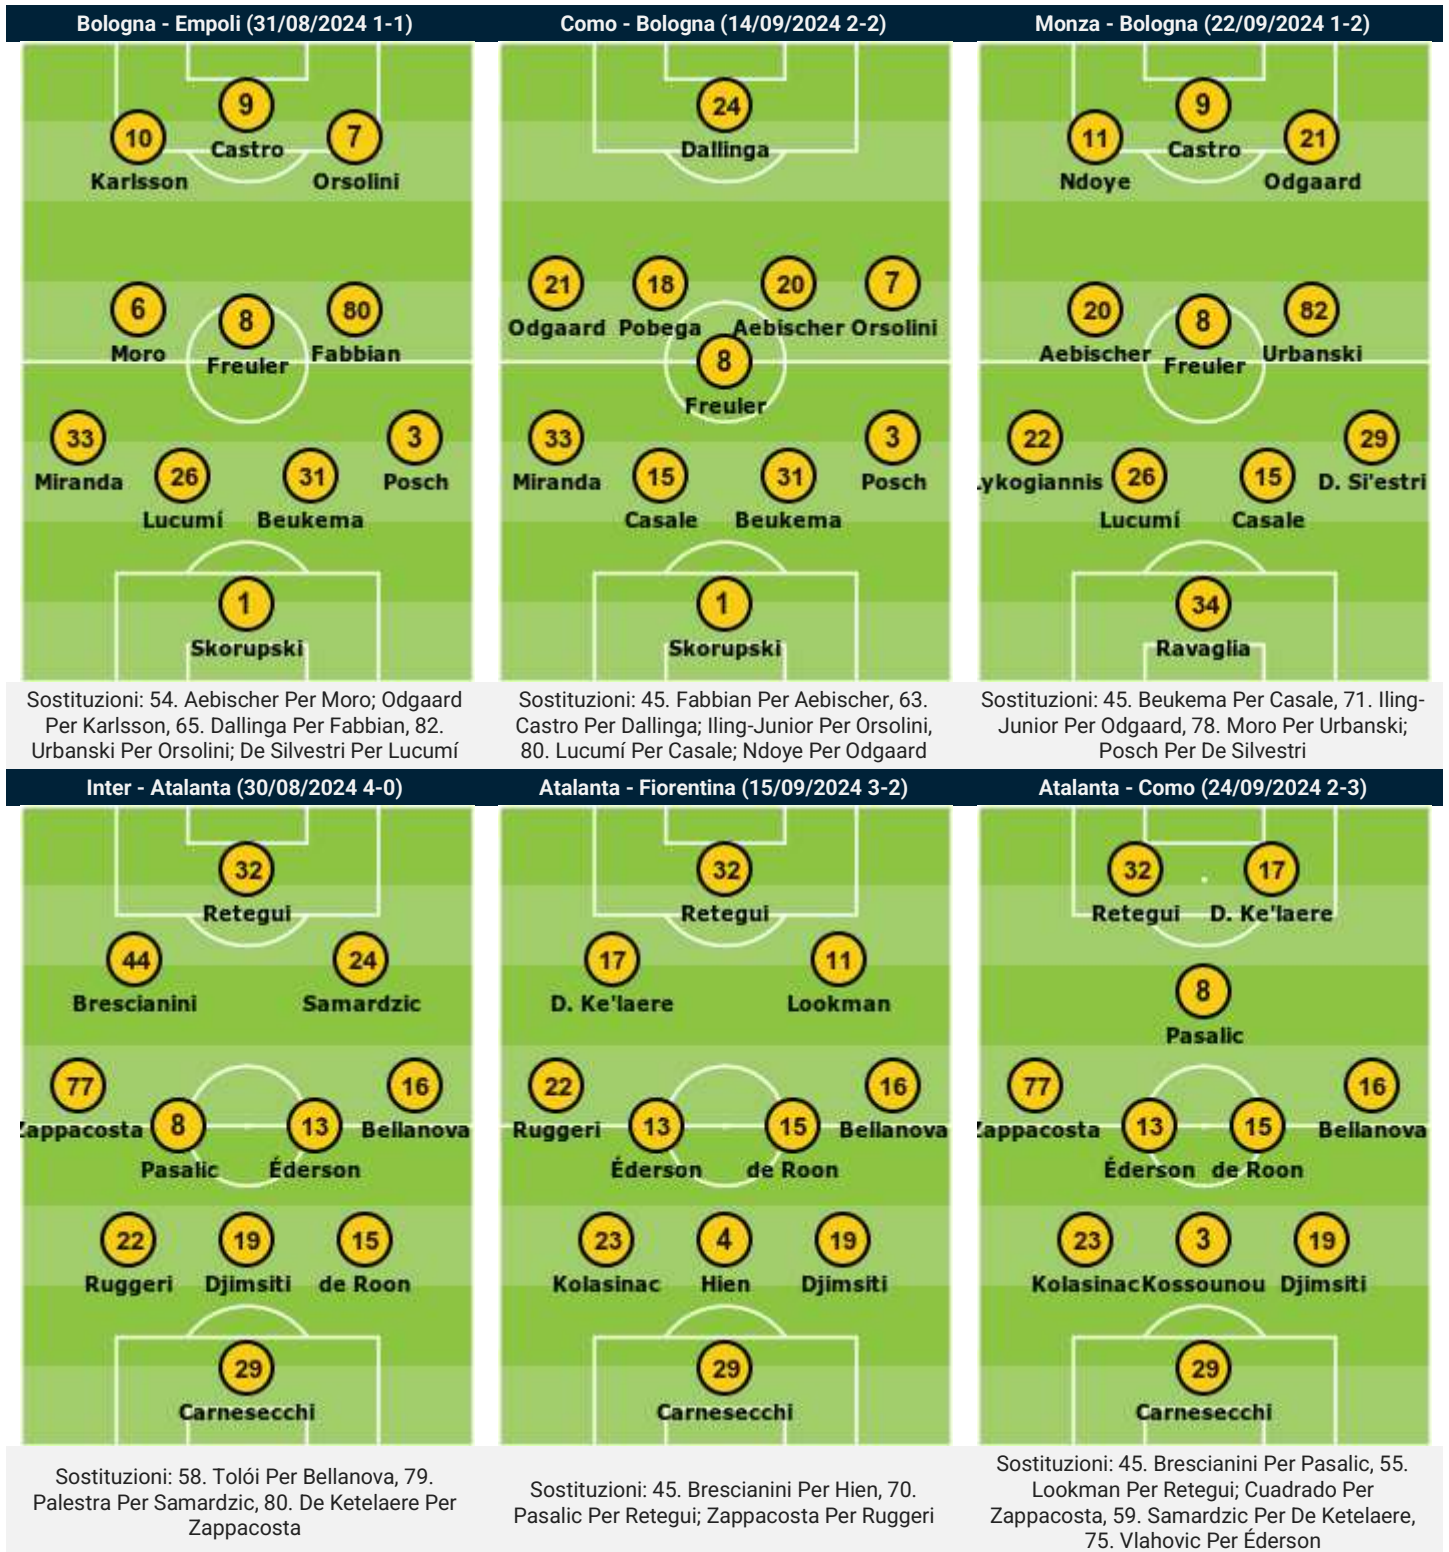 Bologna - Empoli (31/08/2024 1-1)
9
Castro
10
Karlsson
7
Orsolini
6
Moro
8
Freuler
80
Fabbian
33
Miranda
26
Lucumí
31
Beukema
3
Posch
1
Skorupski
Sostituzioni: 54. Aebischer Per Moro; Odgaard
Per Karlsson, 65. Dallinga Per Fabbian, 82.
Urbanski Per Orsolini; De Silvestri Per Lucumí
Como - Bologna (14/09/2024 2-2)
24
Dallinga
21
Odgaard
18
Pobega
20
Aebischer
7
Orsolini
8
Freuler
33
Miranda
15
Casale
31
Beukema
3
Posch
1
Skorupski
Sostituzioni: 45. Fabbian Per Aebischer, 63.
Castro Per Dallinga; Iling-Junior Per Orsolini,
80. Lucumí Per Casale; Ndoye Per Odgaard
Monza - Bologna (22/09/2024 1-2)
9
Castro
11
Ndoye
21
Odgaard
20
Aebischer
8
Freuler
82
Urbanski
22
ykogiannis
26
Lucumí
15
Casale
29
D. Si'estri
34
Ravaglia
Sostituzioni: 45. Beukema Per Casale, 71. Iling-
Junior Per Odgaard, 78. Moro Per Urbanski;
Posch Per De Silvestri
Inter - Atalanta (30/08/2024 4-0)
32
Retegui
44
Brescianini
24
Samardzic
77
Zappacosta
8
Pasalic
13
Éderson
16
Bellanova
22
Ruggeri
19
Djimsiti
15
de Roon
29
Carnesecchi
Sostituzioni: 58. Tolói Per Bellanova, 79.
Palestra Per Samardzic, 80. De Ketelaere Per
Zappacosta
Atalanta - Fiorentina (15/09/2024 3-2)
32
Retegui
17
D. Ke'laere
11
Lookman
22
Ruggeri
13
Éderson
15
de Roon
16
Bellanova
23
Kolasinac
4
Hien
19
Djimsiti
29
Carnesecchi
Sostituzioni: 45. Brescianini Per Hien, 70.
Pasalic Per Retegui; Zappacosta Per Ruggeri
Atalanta - Como (24/09/2024 2-3)
32
Retegui
17
D. Ke'laere
8
Pasalic
77
Zappacosta
13
Éderson
15
de Roon
16
Bellanova
23
Kolasinac
3
Kossounou
19
Djimsiti
29
Carnesecchi
Sostituzioni: 45. Brescianini Per Pasalic, 55.
Lookman Per Retegui; Cuadrado Per
Zappacosta, 59. Samardzic Per De Ketelaere,
75. Vlahovic Per Éderson